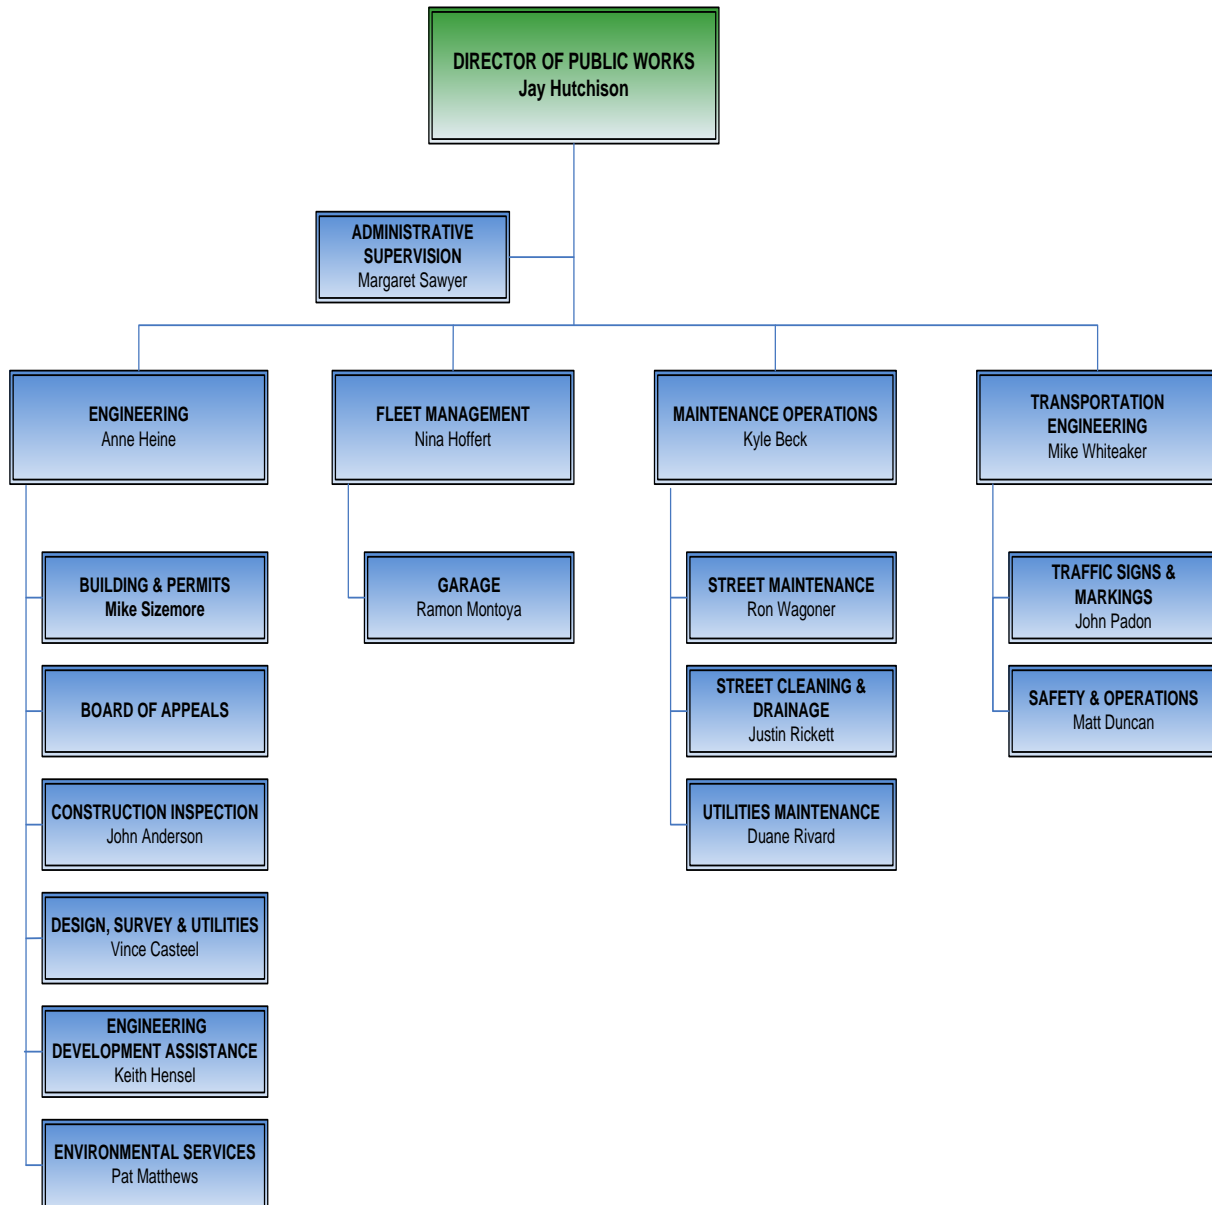 DIRECTOR OF PUBLIC WORKS
Jay Hutchison
ADMINISTRATIVE
SUPERVISION
Margaret Sawyer
ENGINEERING
Anne Heine
FLEET MANAGEMENT
Nina Hoffert
MAINTENANCE OPERATIONS
Kyle Beck
TRANSPORTATION
ENGINEERING
Mike Whiteaker
BUILDING & PERMITS
Mike Sizemore
BOARD OF APPEALS
CONSTRUCTION INSPECTION
John Anderson
DESIGN, SURVEY & UTILITIES
Vince Casteel
ENGINEERING
DEVELOPMENT ASSISTANCE
Keith Hensel
ENVIRONMENTAL SERVICES
Pat Matthews
GARAGE
Ramon Montoya
STREET MAINTENANCE
Ron Wagoner
STREET CLEANING &
DRAINAGE
Justin Rickett
UTILITIES MAINTENANCE
Duane Rivard
TRAFFIC SIGNS &
MARKINGS
John Padon
SAFETY & OPERATIONS
Matt Duncan